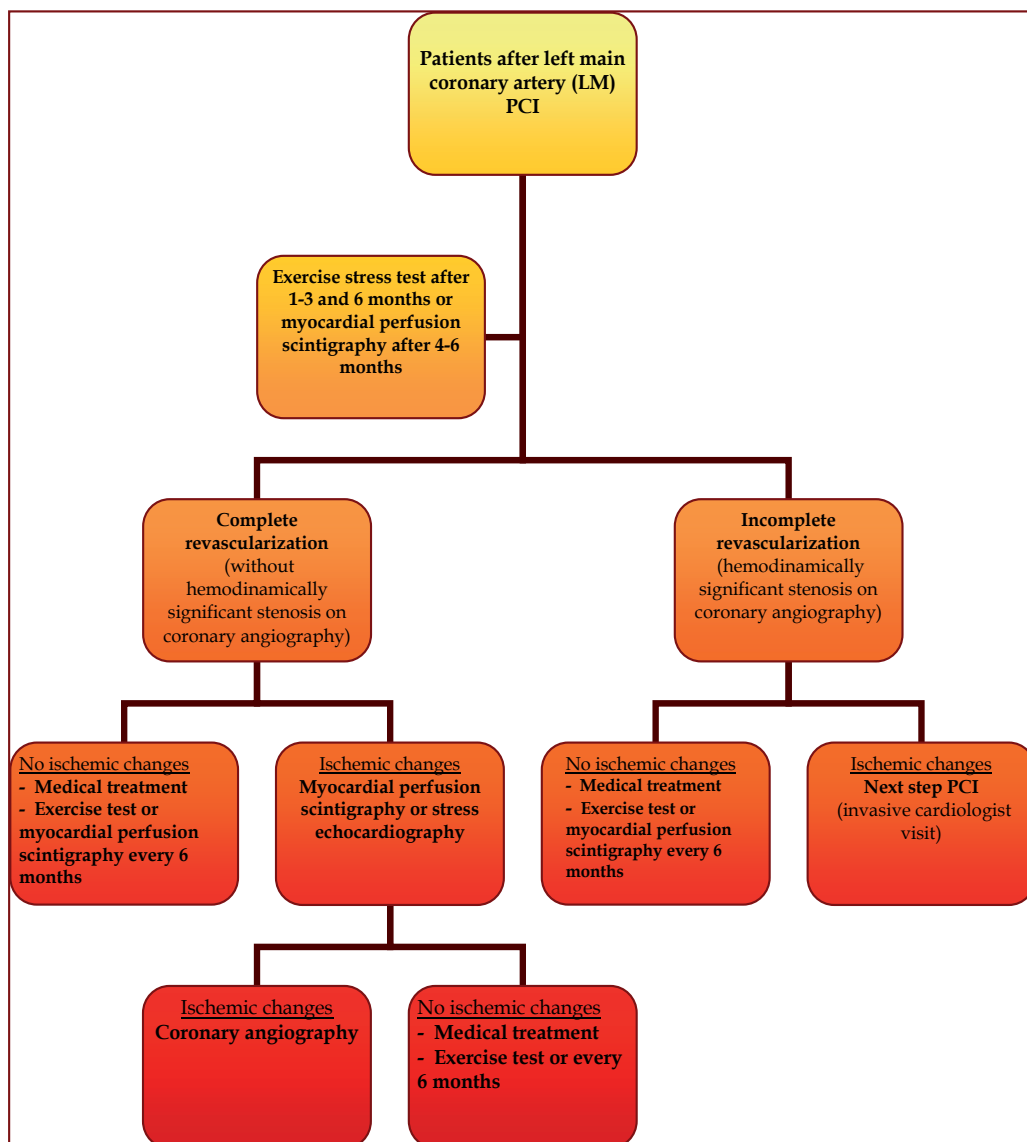 Patients after left main
coronary artery (LM)
PCI
Exercise stress test after
1-3 and 6 months or
myocardial perfusion
scintigraphy after 4-6
months
Complete
revascularization
(without
hemodinamically
significant stenosis on
coronary angiography)
Incomplete
revascularization
(hemodinamically
significant stenosis on
coronary angiography)
No ischemic changes
- Medical treatment
- Exercise test or
myocardial perfusion
scintigraphy every 6
months
Ischemic changes
Myocardial perfusion
scintigraphy or stress
echocardiography
No ischemic changes
- Medical treatment
- Exercise test or
myocardial perfusion
scintigraphy every 6
months
Ischemic changes
Next step PCI
(invasive cardiologist
visit)
Ischemic changes
Coronary angiography
No ischemic changes
- Medical treatment
- Exercise test or every
6 months